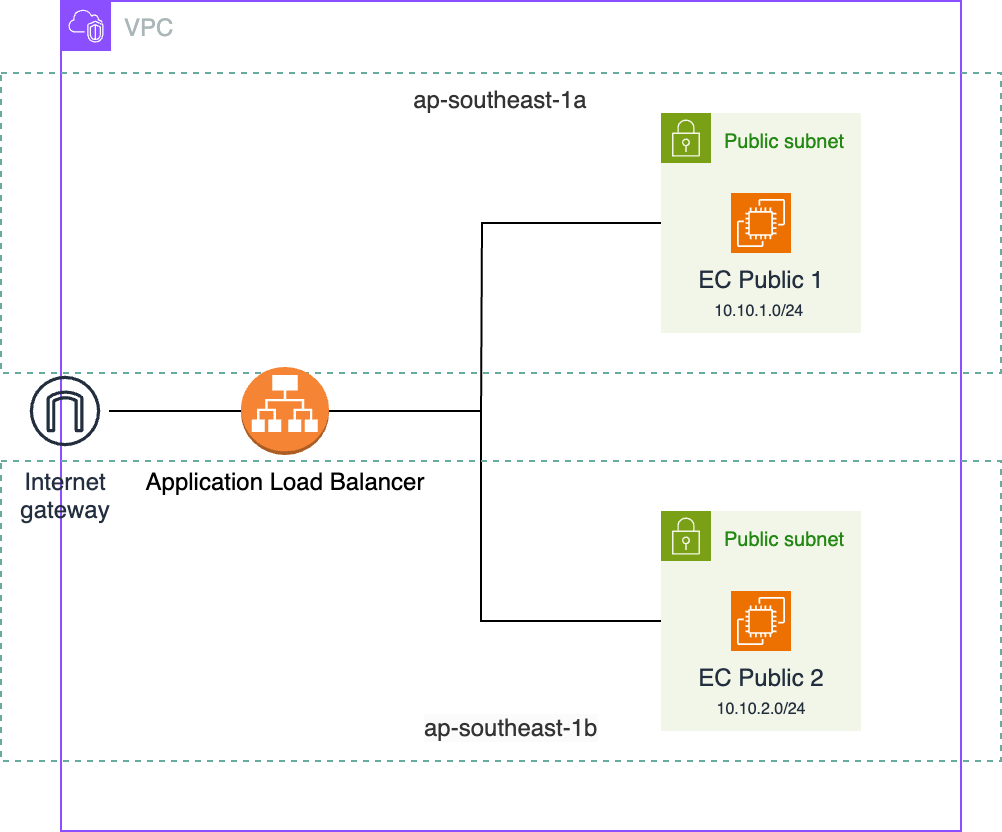 VPC
ap-southeast-1a
Public subnet
EC Public 1
10.10.1.0/24
Internet
gateway
Application Load Balancer
Public subnet
EC Public 2
10.10.2.0/24
ap-southeast-1b